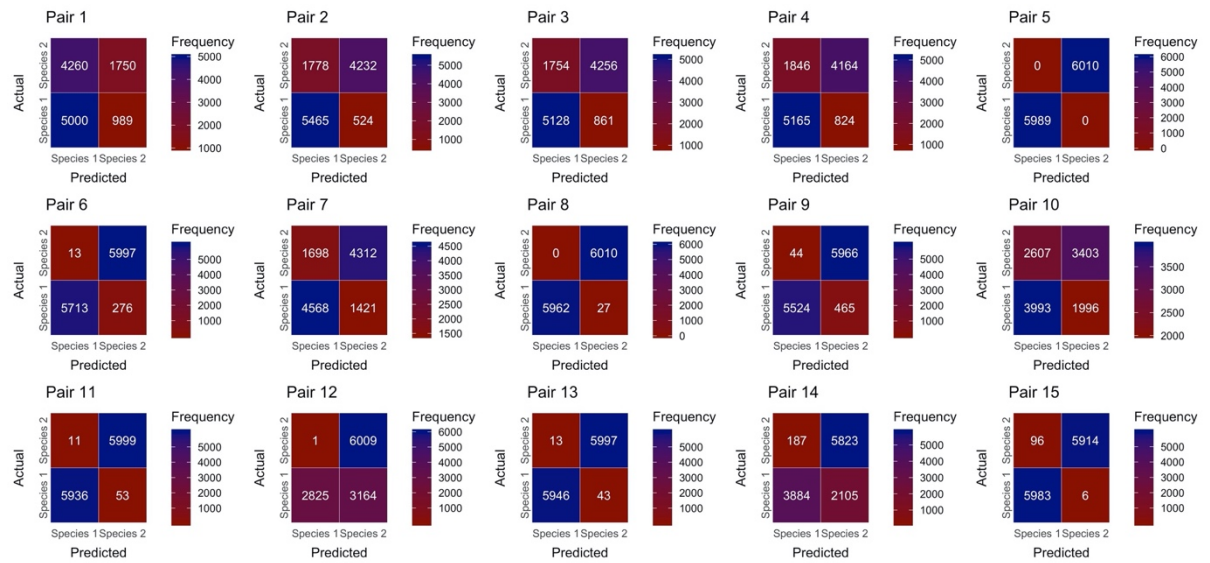 Pair 1
Frequency
Actual
Species 2
Species 1
4260 1750
5000 989
5000
4000
3000
2000
1000
Species 1 Species 2
Predicted
Pair 2
Frequency
Actual
Species 2
Species 1
1778 4232
5465 524
5000
4000
3000
2000
1000
Species 1 Species 2
Predicted
Pair 3
Frequency
Actual
Species 2
Species 1
1754 4256
5128 861
5000
4000
3000
2000
1000
Species 1 Species 2
Predicted
Pair 4
Frequency
Actual
Species 2
Species 1
1846 4164
5165 824
5000
4000
3000
2000
1000
Species 1 Species 2
Predicted
Pair 5
Frequency
Actual
Species 2
Species 1
0 6010
5989 0
6000
5000
4000
3000
2000
1000
0
Species 1 Species 2
Predicted
Pair 6
Frequency
Actual
Species 2
Species 1
13 5997
5713 276
5000
4000
3000
2000
1000
Species 1 Species 2
Predicted
Pair 7
Frequency
Actual
Species 2
Species 1
1698 4312
4568 1421
4500
4000
3500
3000
2500
2000
1500
Species 1 Species 2
Predicted
Pair 8
Frequency
Actual
Species 2
Species 1
0 6010
5962 27
6000
5000
4000
3000
2000
1000
0
Species 1 Species 2
Predicted
Pair 9
Frequency
Actual
Species 2
Species 1
44 5966
5524 465
5000
4000
3000
2000
1000
Species 1 Species 2
Predicted
Pair 10
Frequency
Actual
Species 2
Species 1
2607 3403
3993 1996
3500
3000
2500
2000
Species 1 Species 2
Predicted
Pair 11
Frequency
Actual
Species 2
Species 1
11 5999
5936 53
5000
4000
3000
2000
1000
Species 1 Species 2
Predicted
Pair 12
Frequency
Actual
Species 2
Species 1
1 6009
2825 3164
6000
5000
4000
3000
2000
1000
Species 1 Species 2
Predicted
Pair 13
Frequency
Actual
Species 2
Species 1
13 5997
5946 43
5000
4000
3000
2000
1000
Species 1 Species 2
Predicted
Pair 14
Frequency
Actual
Species 2
Species 1
187 5823
3884 2105
5000
4000
3000
2000
1000
Species 1 Species 2
Predicted
Pair 15
Frequency
Actual
Species 2
Species 1
96 5914
5983 6
5000
4000
3000
2000
1000
Species 1 Species 2
Predicted